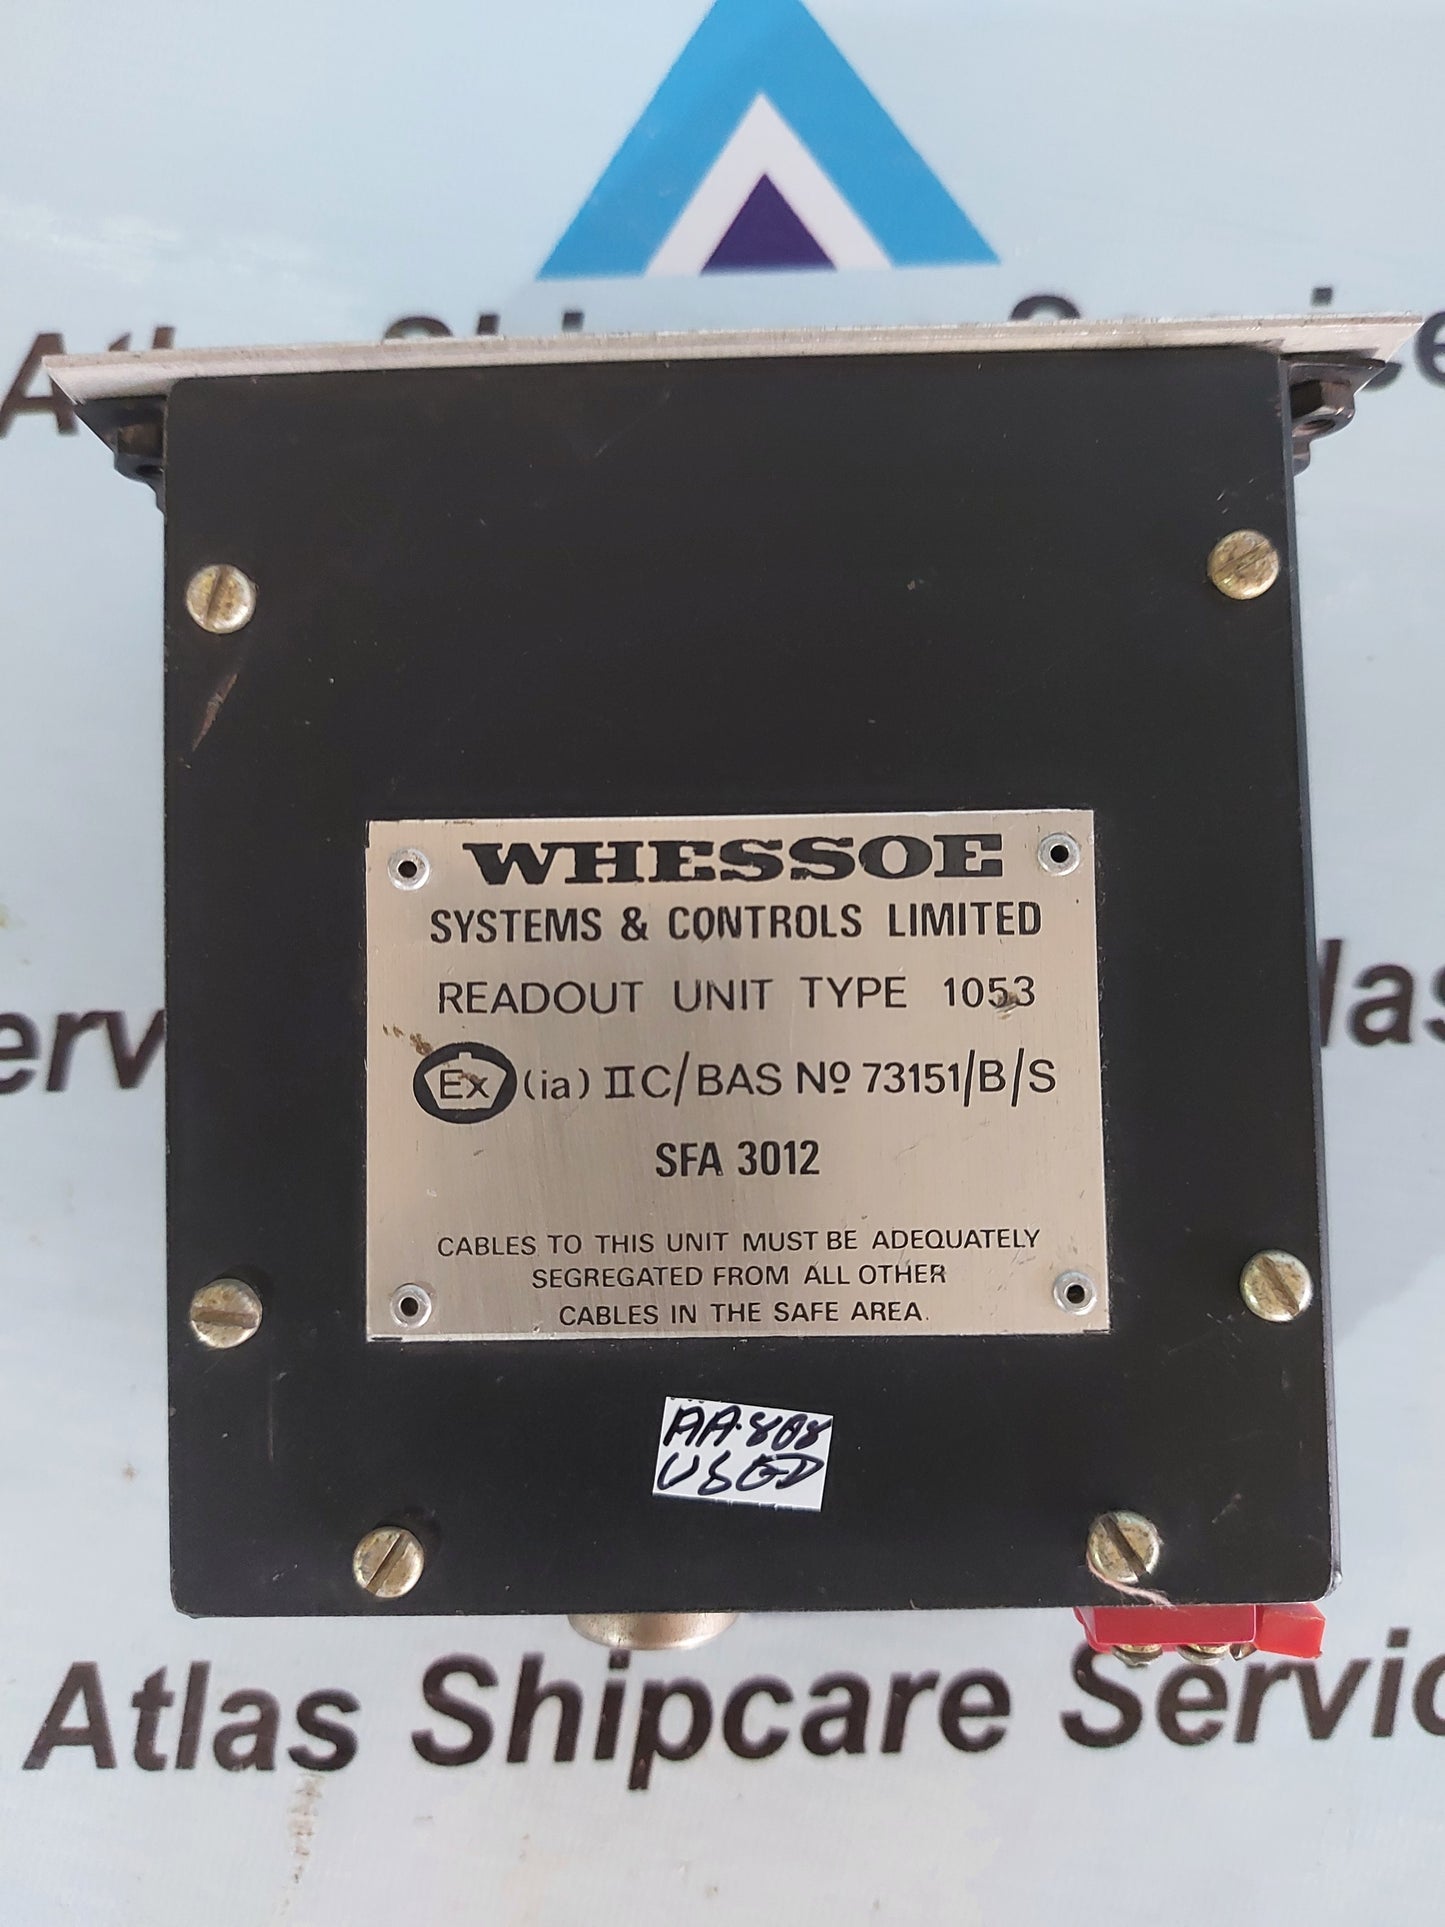 WHESSOE
SYSTEMS & CONTROLS LIMITED
READOUT UNIT TYPE 1053
Ex (ia) IIC/BAS Nº 73151/B/S
SFA 3012
CABLES TO THIS UNIT MUST BE ADEQUATELY
SEGREGATED FROM ALL OTHER
CABLES IN THE SAFE AREA.
AA-808
USED
Atlas Shipcare Servic